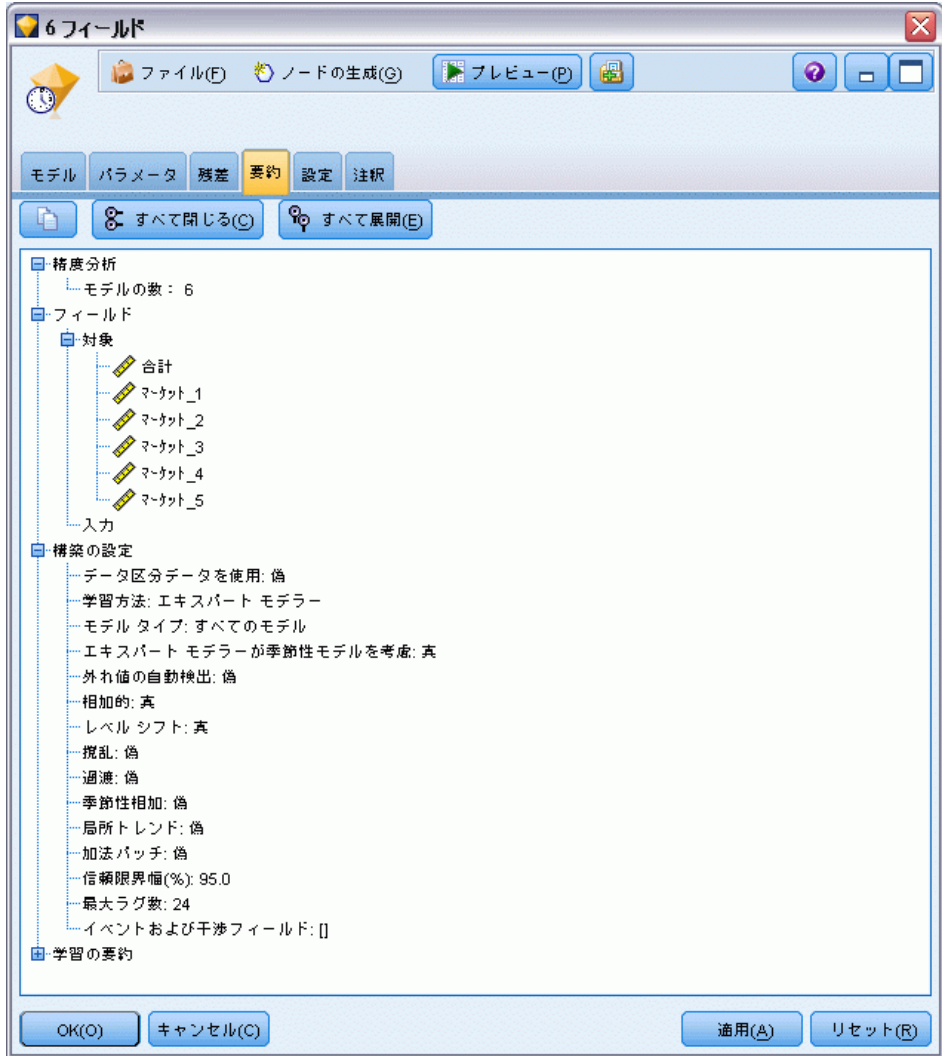 6 フィールド
ファイル(F) ノードの生成(G) プレビュー(P)
モデル パラメータ 残差 要約 設定 注釈
すべて閉じる(C) すべて展開(E)
精度分析
モデルの数: 6
フィールド
対象
合計
マーケット_1
マーケット_2
マーケット_3
マーケット_4
マーケット_5
入力
構築の設定
データ区分データを使用: 偽
学習方法: エキスパート モデラー
モデル タイプ: すべてのモデル
エキスパート モデラーが季節性モデルを考慮: 真
外れ値の自動検出: 偽
相加的: 真
レベル シフト: 真
撹乱: 偽
過渡: 偽
季節性相加: 偽
局所トレンド: 偽
加法パッチ: 偽
信頼限界幅(%): 95.0
最大ラグ数: 24
イベントおよび干渉フィールド: []
学習の要約
OK(O) キャンセル(C) 適用(A) リセット(R)